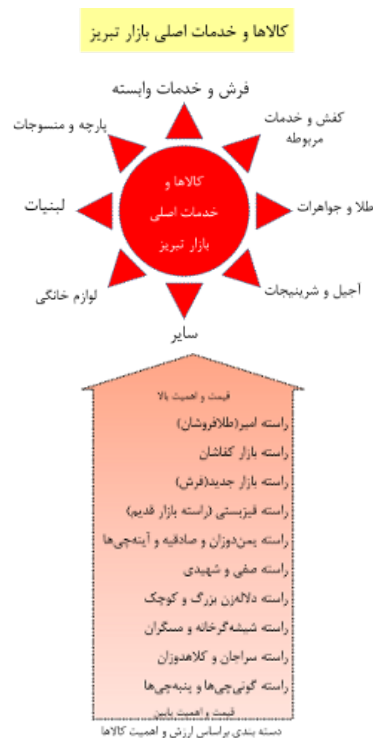 کالاها و خدمات اصلی بازار تبریز
فرش و خدمات وابسته
کفش و خدمات
مربوطه
پارچه و منسوجات
کالاها و
خدمات اصلی
بازار تبریز
طلا و جواهرات
لبنیات
آجیل و شرینیجات
لوازم خانگی
سایر
قیمت و اهمیت بالا
راسته امیر(طلافروشان)
راسته بازار کفاشان
راسته بازار جدید(فرش)
راسته قیزبستی (راسته بازار قدیم)
راسته یمن‌دوزان و صادقیه و آینه‌چی‌ها
راسته صفی و شهیدی
راسته دلاله‌زن بزرگ و کوچک
راسته شیشه‌گرخانه و مسگران
راسته سراجان و کلاهدوزان
راسته گونی‌چی‌ها و پنبه‌چی‌ها
قیمت و اهمیت پایین
دسته بندی براساس ارزش و اهمیت کالاها